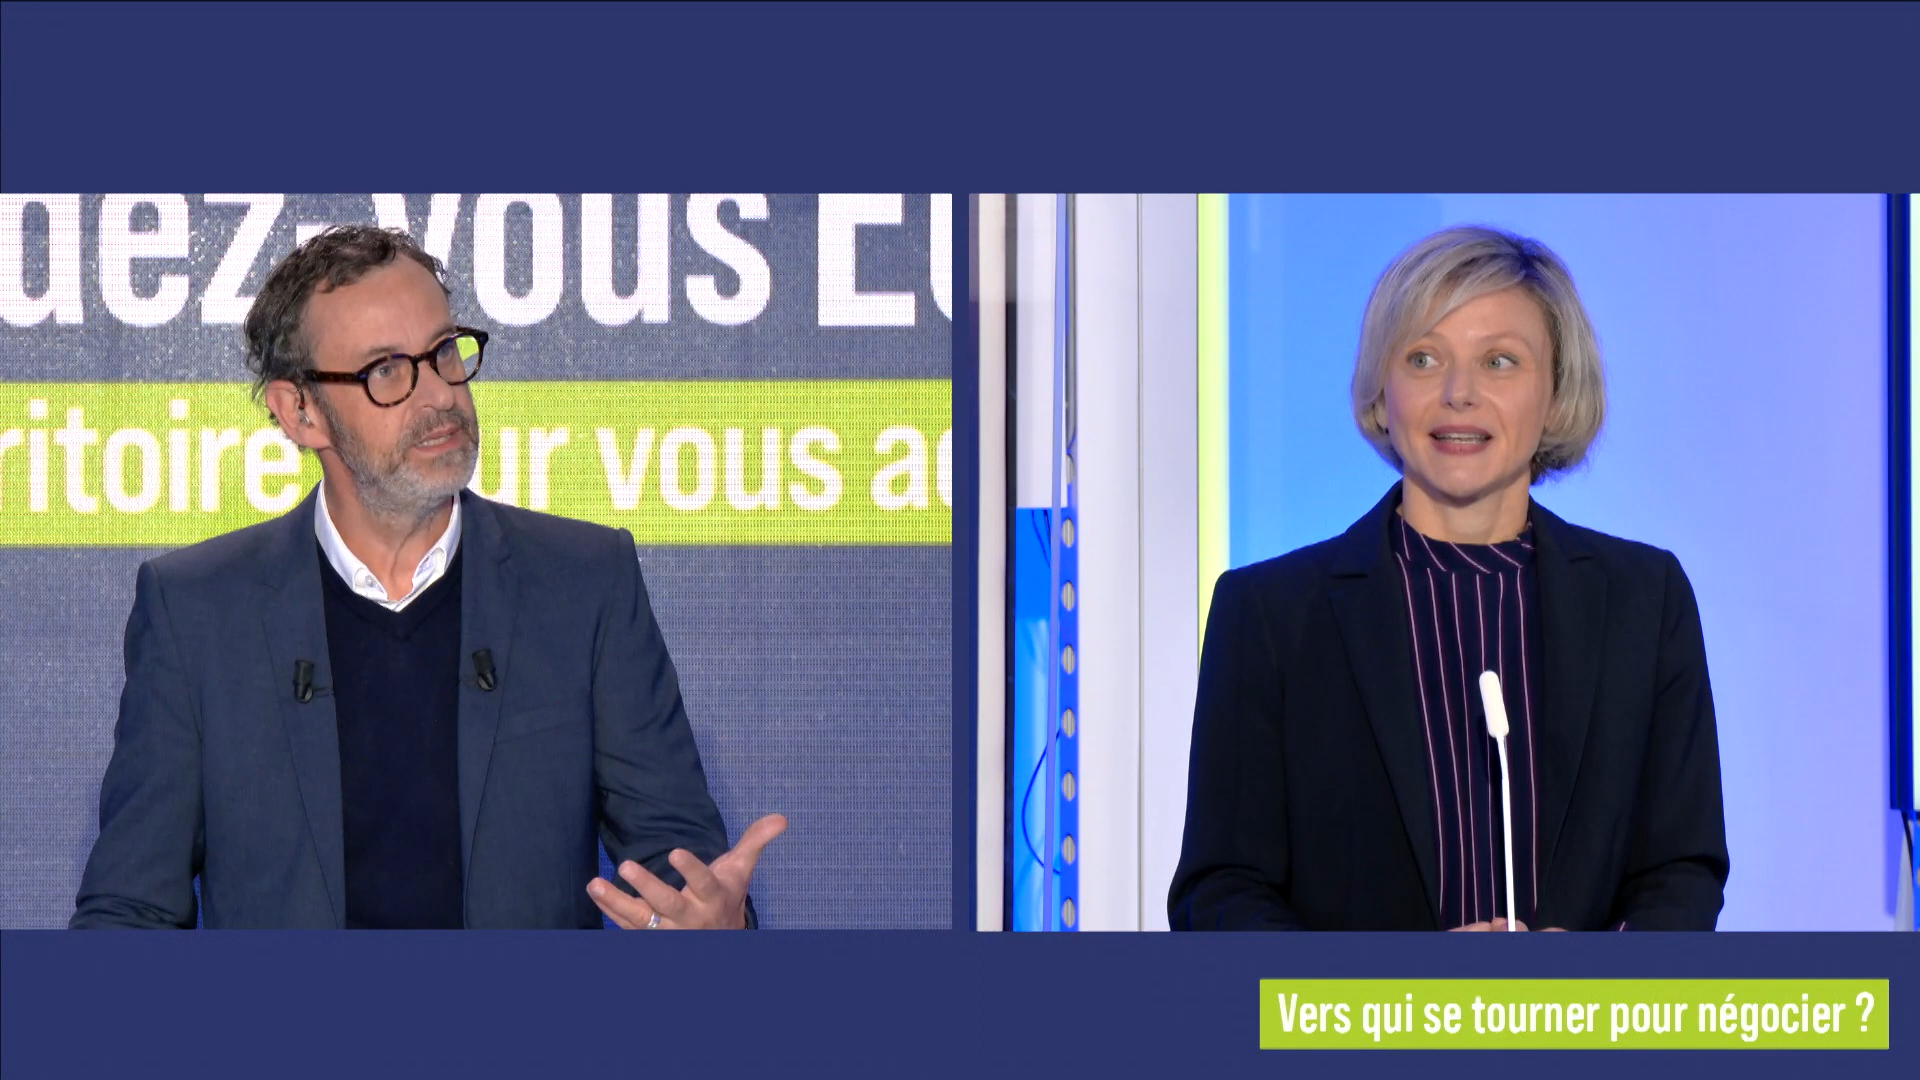 dez-vous E
ritoire ur vous a
Vers qui se tourner pour négocier ?